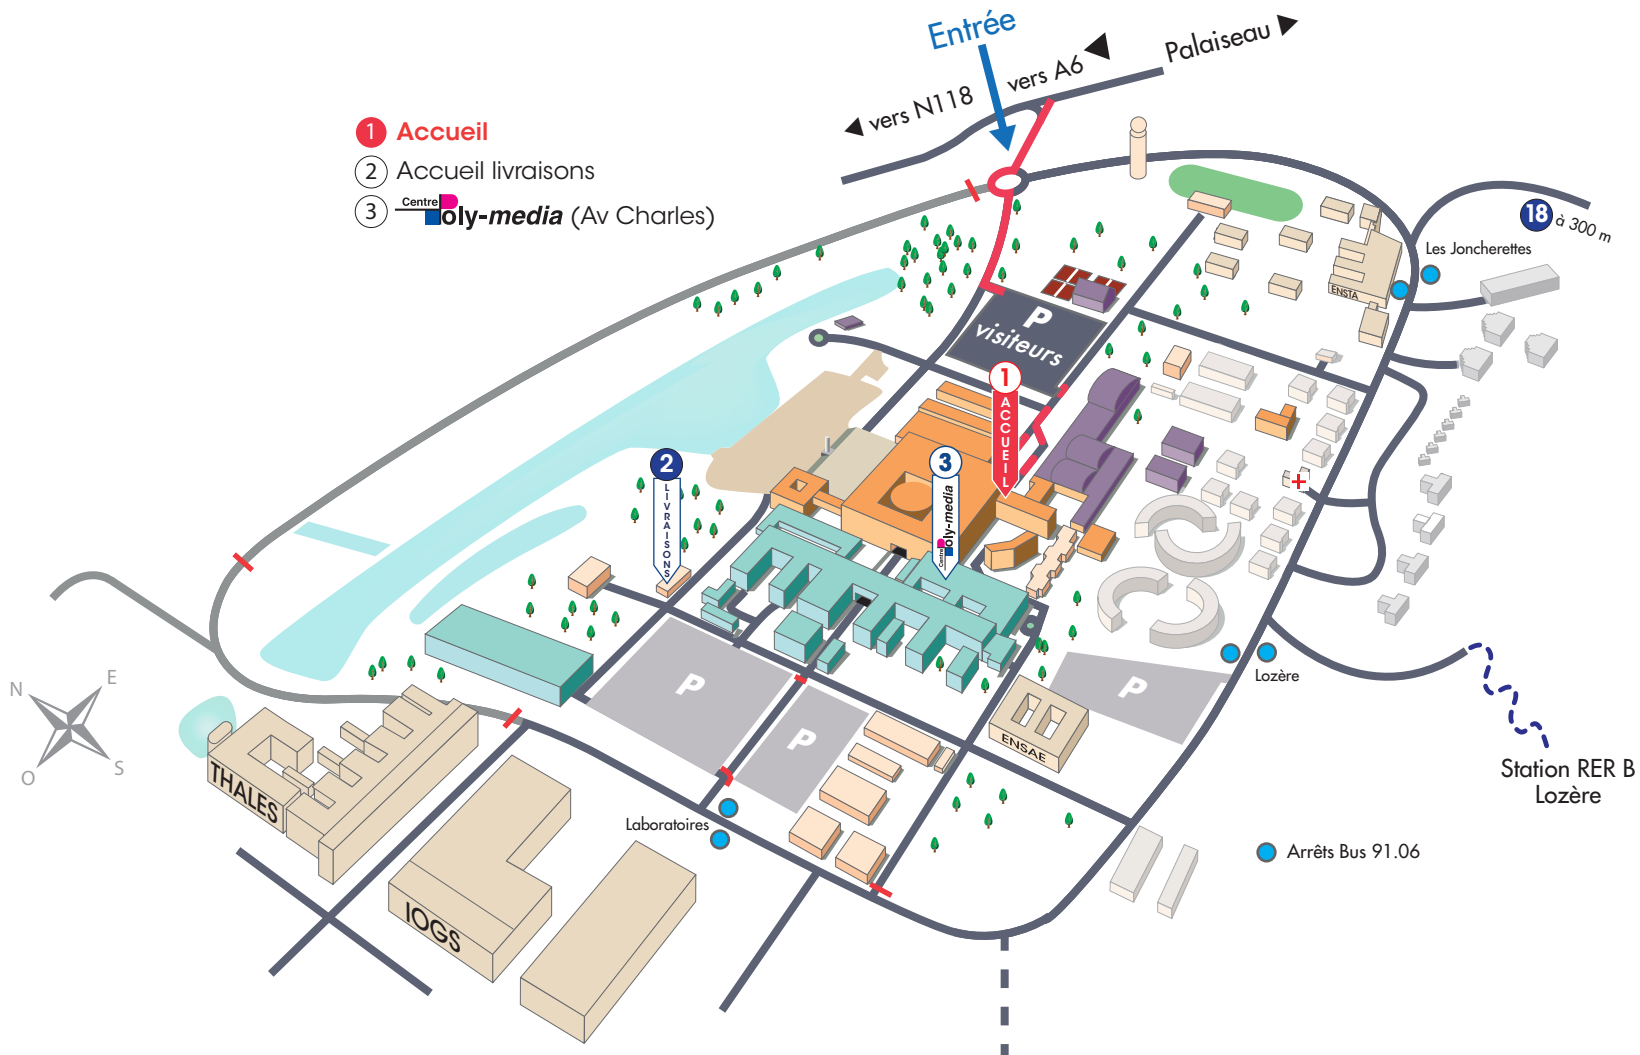 Entrée
vers N118
vers A6
Palaiseau
1 Accueil
2 Accueil livraisons
3 Centre Poly-media (Av Charles)
18 à 300 m
Les Joncherettes
ENSTA
P
visiteurs
1
ACCUEIL
2
LIVRAISONS
3
Centre Poly-media
N
E
O
S
P
P
P
Lozère
ENSAE
THALES
IOGS
Laboratoires
Station RER B
Lozère
Arrêts Bus 91.06